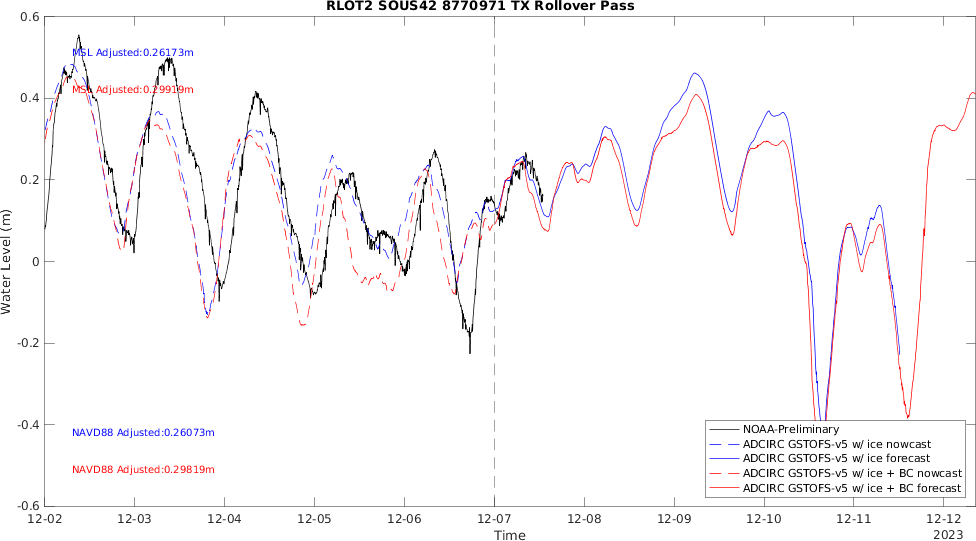 RLOT2 SOUS42 8770971 TX Rollover Pass
0.6
0.4
0.2
0
-0.2
-0.4
-0.6
Water Level (m)
MSL Adjusted:0.26173m
MSL Adjusted:0.29919m
NAVD88 Adjusted:0.26073m
NAVD88 Adjusted:0.29819m
NOAA-Preliminary
ADCIRC GSTOFS-v5 w/ ice nowcast
ADCIRC GSTOFS-v5 w/ ice forecast
ADCIRC GSTOFS-v5 w/ ice + BC nowcast
ADCIRC GSTOFS-v5 w/ ice + BC forecast
12-02 12-03 12-04 12-05 12-06 12-07 12-08 12-09 12-10 12-11 12-12
Time
2023